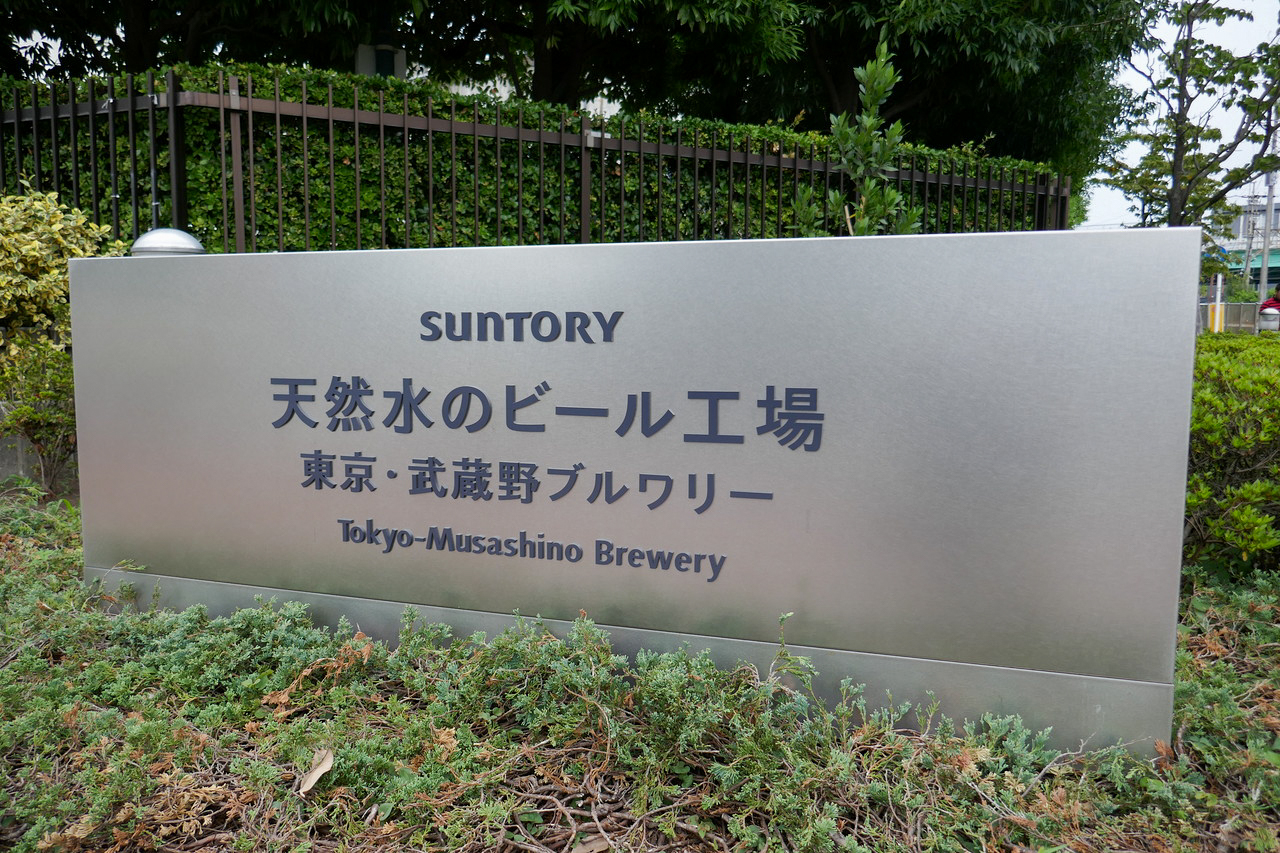 SUNTORY
天然水のビール工場
東京・武蔵野ブルワリー
Tokyo-Musashino Brewery